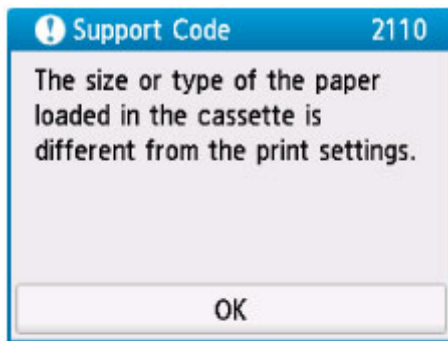 Support Code 2110
The size or type of the paper
loaded in the cassette is
different from the print settings.
OK